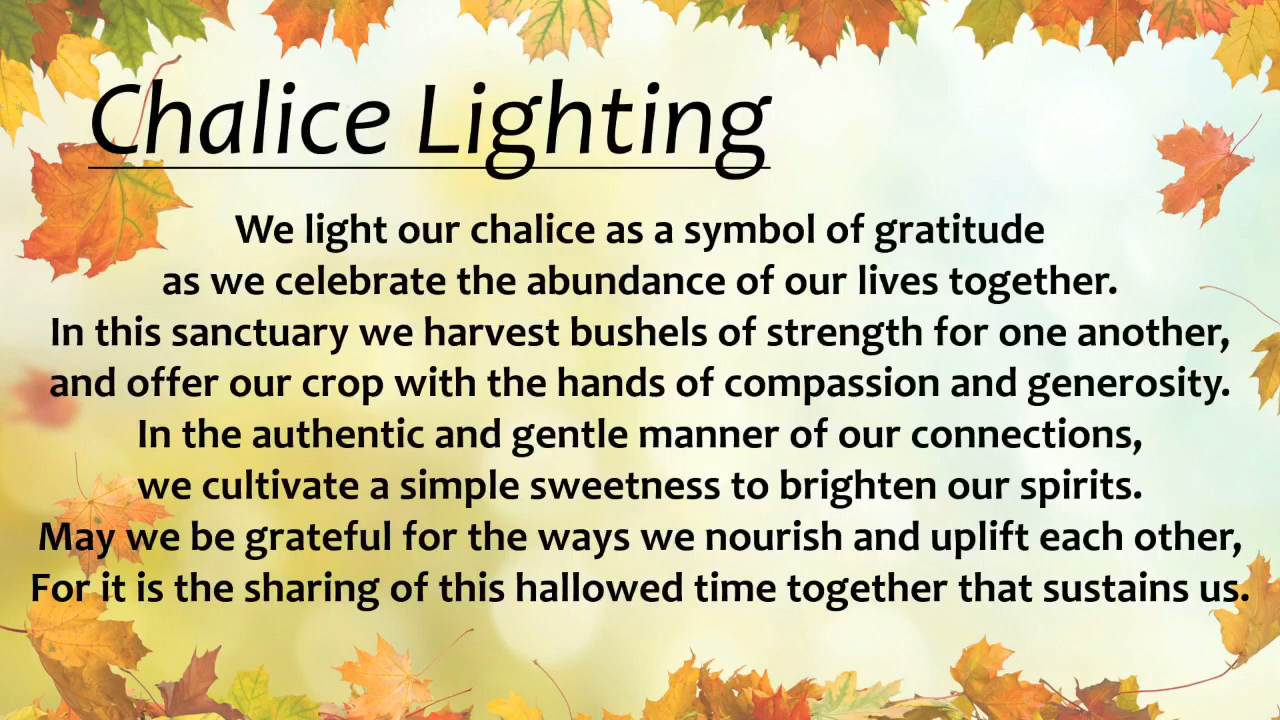 Chalice Lighting
We light our chalice as a symbol of gratitude
as we celebrate the abundance of our lives together.
In this sanctuary we harvest bushels of strength for one another,
and offer our crop with the hands of compassion and generosity.
In the authentic and gentle manner of our connections,
we cultivate a simple sweetness to brighten our spirits.
May we be grateful for the ways we nourish and uplift each other,
For it is the sharing of this hallowed time together that sustains us.